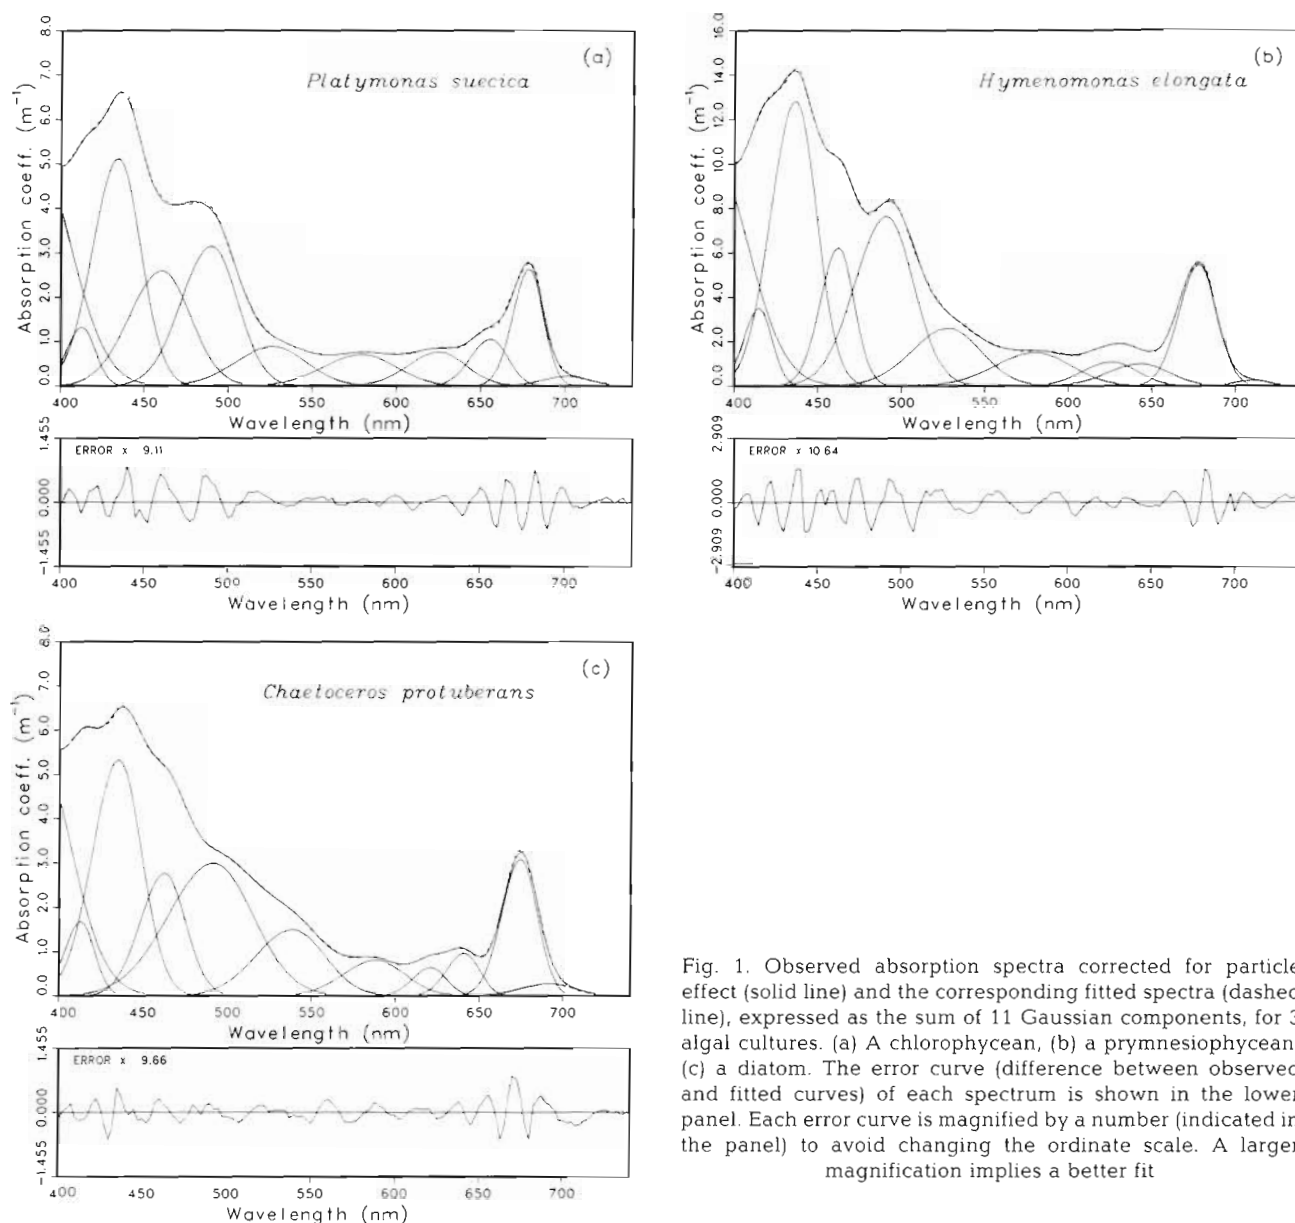 (a)
Platymonas suecica
Absorption coeff. (m⁻¹)
0.0 1.0 2.0 3.0 4.0 5.0 6.0 7.0 8.0
400 450 500 550 600 650 700
Wavelength (nm)
ERROR x 9.11
1.455
0.000
-1.455
400 450 500 550 600 650 700
Wavelength (nm)
(b)
Hymenomonas elongata
Absorption coeff. (m⁻¹)
0.0 2.0 4.0 6.0 8.0 10.0 12.0 14.0 16.0
400 450 500 550 600 650 700
Wavelength (nm)
ERROR x 10 64
2.909
0.000
-2.909
400 450 500 550 600 650 700
Wavelength (nm)
(c)
Chaetoceros protuberans
Absorption coeff. (m⁻¹)
0.0 1.0 2.0 3.0 4.0 5.0 6.0 7.0 8.0
400 450 500 550 600 650 700
Wavelength (nm)
ERROR x 9.66
1.455
0.000
-1.455
400 450 500 550 600 650 700
Wavelength (nm)
Fig. 1. Observed absorption spectra corrected for particle
effect (solid line) and the corresponding fitted spectra (dashed
line), expressed as the sum of 11 Gaussian components, for 3
algal cultures. (a) A chlorophycean, (b) a prymnesiophycean,
(c) a diatom. The error curve (difference between observed
and fitted curves) of each spectrum is shown in the lower
panel. Each error curve is magnified by a number (indicated in
the panel) to avoid changing the ordinate scale. A larger
magnification implies a better fit